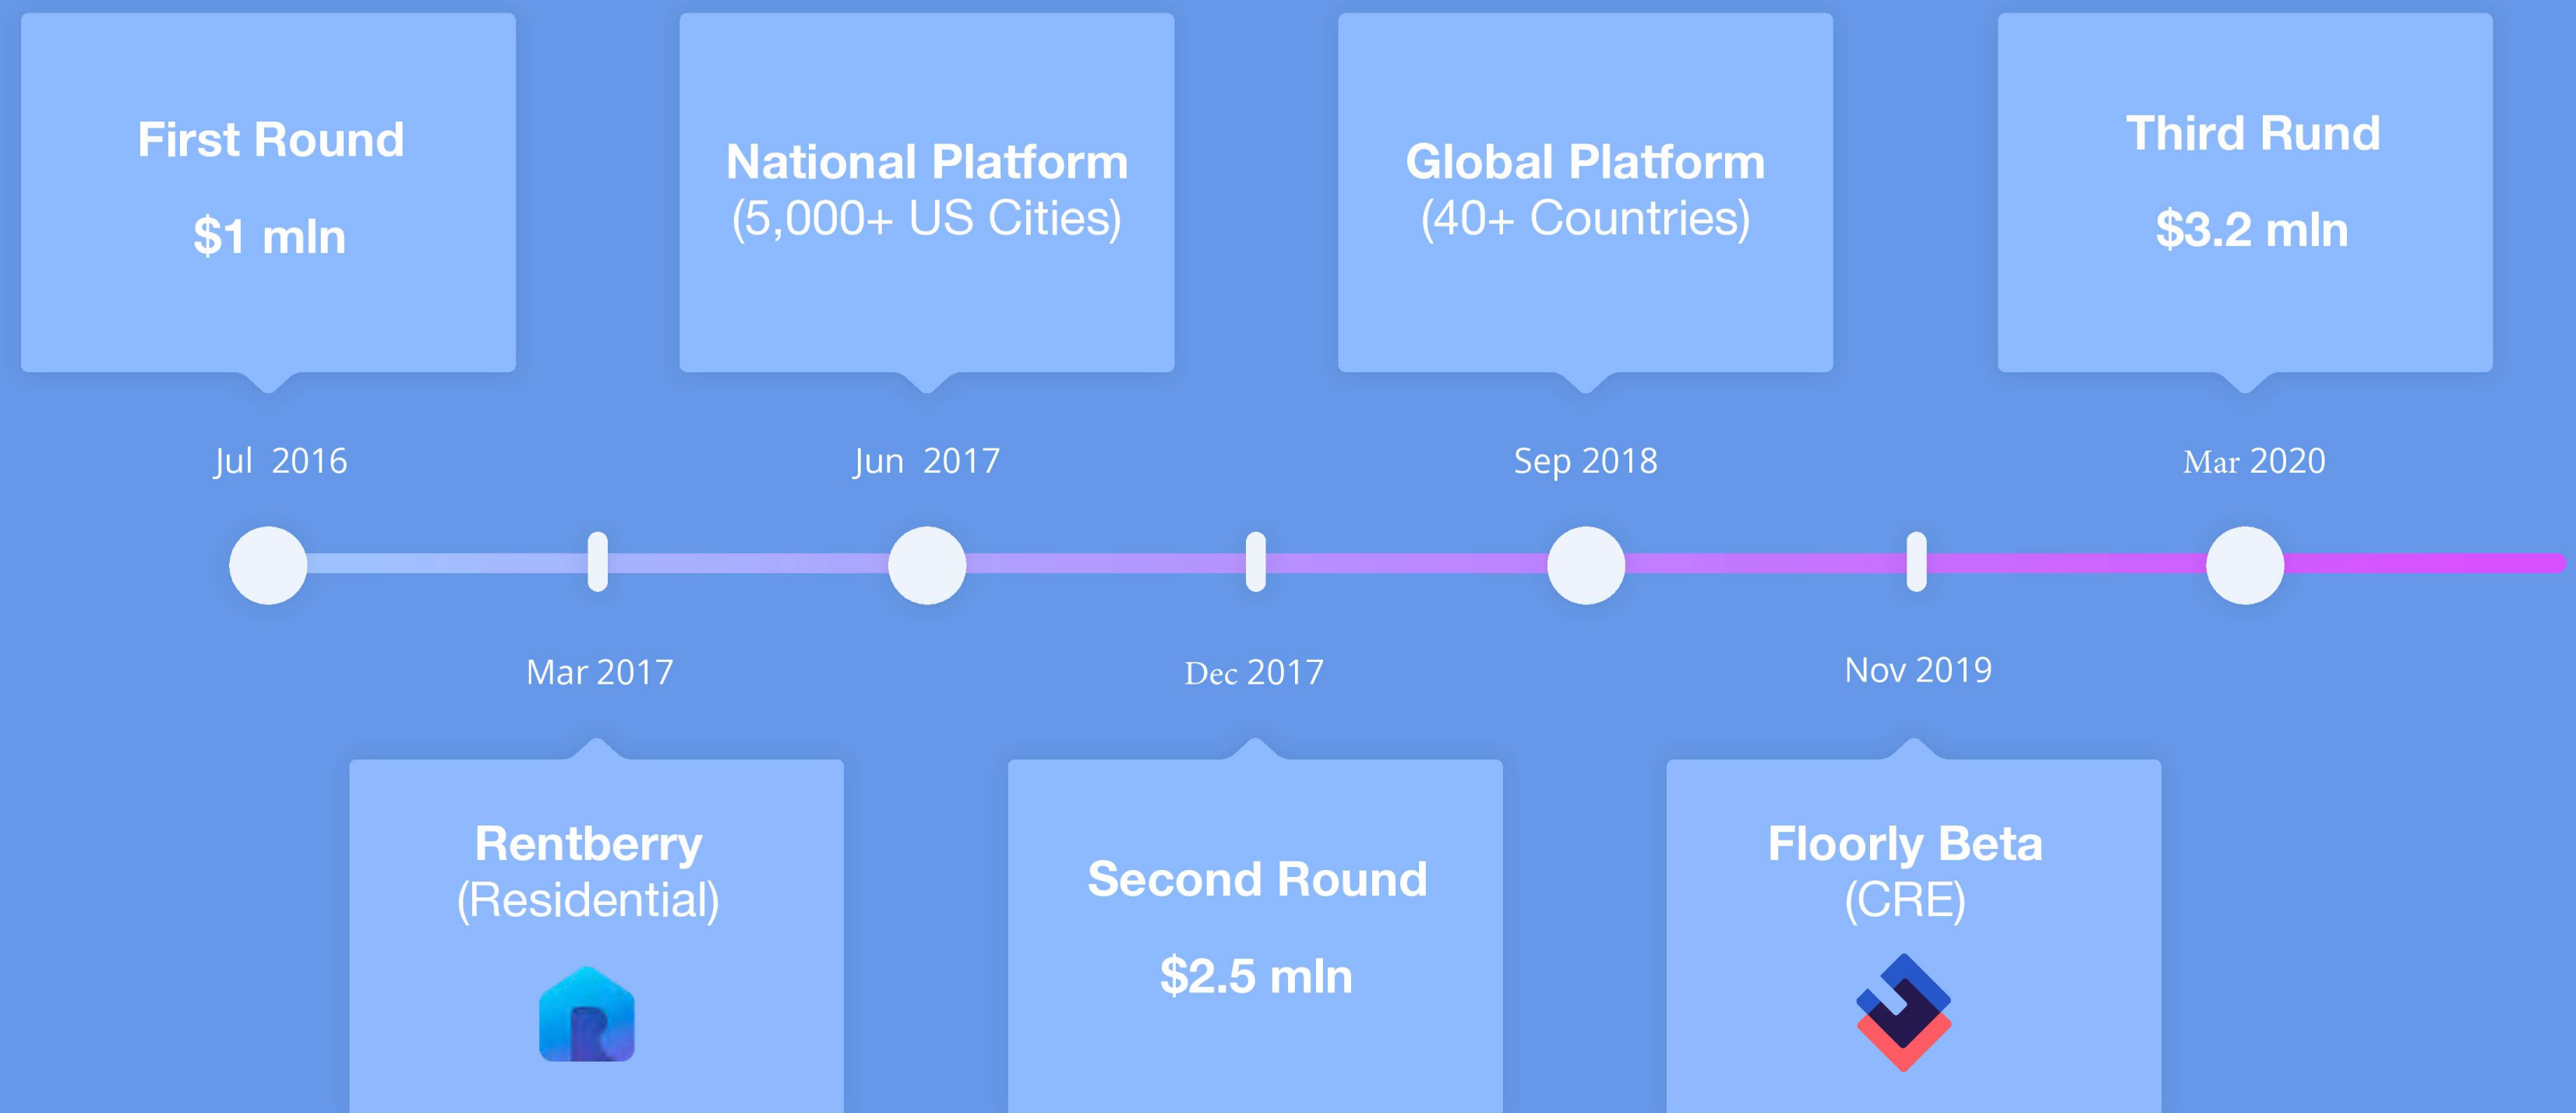 First Round
$1 mln
National Platform
(5,000+ US Cities)
Global Platform
(40+ Countries)
Third Rund
$3.2 mln
Jul 2016
Jun 2017
Sep 2018
Mar 2020
Mar 2017
Dec 2017
Nov 2019
Rentberry
(Residential)
R
Second Round
$2.5 mln
Floorly Beta
(CRE)